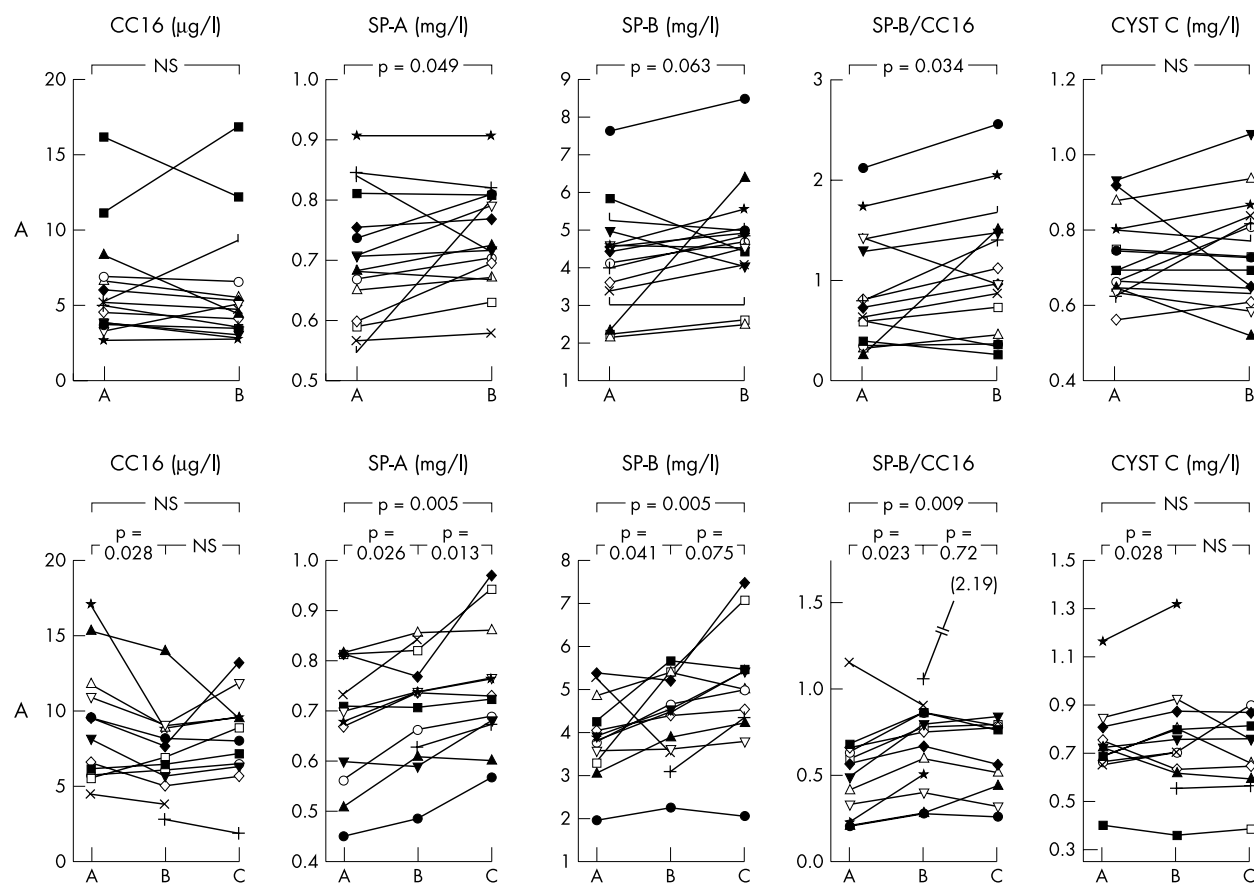 CC16 (μg/l) SP-A (mg/l) SP-B (mg/l) SP-B/CC16 CYST C (mg/l)
NS p = 0.049 p = 0.063 p = 0.034 NS
20 1.0 9 3 1.2
8
0.9 1.0
15 7
0.8 6 2
A 10 5 0.8
0.7 4
1
5 3 0.6
0.6
2
0 0.5 1 0 0.4
A B A B A B A B A B
CC16 (μg/l) SP-A (mg/l) SP-B (mg/l) SP-B/CC16 CYST C (mg/l)
NS p = 0.005 p = 0.005 p = 0.009 NS
p = p = p = p = p = p = p = p =
0.028 NS 0.026 0.013 0.041 0.075 0.023 0.72 0.028 NS
20 1.0 8 1.5
(2.19)
0.9 7 1.5 1.3
15
0.8 6 1.1
1.0
A 10 0.7 5 0.9
4
0.6 0.7
5 3 0.5
0.5 2 0.5
0.3
0 0.4 1 0.0
A B C A B C A B C A B C A B C